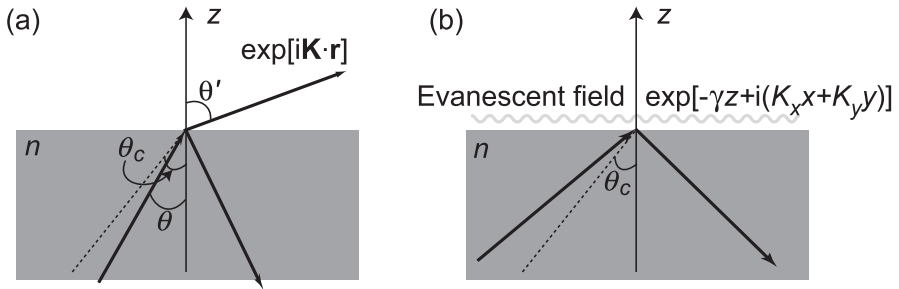 (a)
z
exp[iK·r]
θ′
n
θc
θ
(b)
z
Evanescent field
exp[-γz+i(Kxx+Kyy)]
n
θc